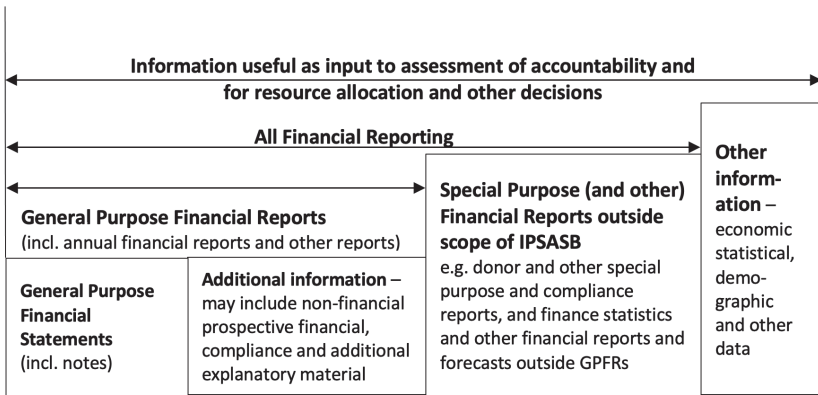 Information useful as input to assessment of accountability and
for resource allocation and other decisions
All Financial Reporting
General Purpose Financial Reports
(incl. annual financial reports and other reports)
General Purpose
Financial
Statements
(incl. notes)
Additional information –
may include non-financial
prospective financial,
compliance and additional
explanatory material
Special Purpose (and other)
Financial Reports outside
scope of IPSASB
e.g. donor and other special
purpose and compliance
reports, and finance statistics
and other financial reports and
forecasts outside GPFRs
Other
inform-
ation –
economic
statistical,
demo-
graphic
and other
data